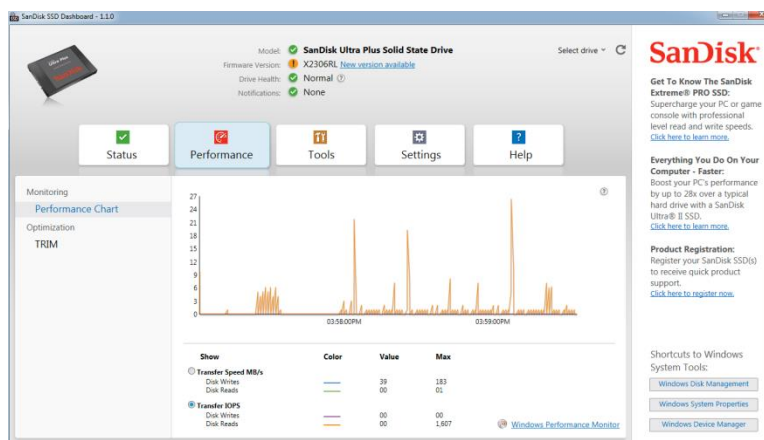 SanDisk SSD Dashboard - 1.1.0
Model: SanDisk Ultra Plus Solid State Drive
Select drive
Firmware Version: X2306RL New version available
Drive Health: Normal
Notifications: None
Status
Performance
Tools
Settings
Help
Monitoring
Performance Chart
Optimization
TRIM
27
24
21
18
15
12
9
6
3
0
03:58:00PM
03:59:00PM
Show Color Value Max
Transfer Speed MB/s
Disk Writes 39 183
Disk Reads 00 01
Transfer IOPS
Disk Writes 00 00
Disk Reads 00 1,607
Windows Performance Monitor
SanDisk
Get To Know The SanDisk
Extreme® PRO SSD:
Supercharge your PC or game
console with professional
level read and write speeds.
Click here to learn more.
Everything You Do On Your
Computer - Faster:
Boost your PC's performance
by up to 28x over a typical
hard drive with a SanDisk
Ultra® II SSD.
Click here to learn more.
Product Registration:
Register your SanDisk SSD(s)
to receive quick product
support.
Click here to register now.
Shortcuts to Windows
System Tools:
Windows Disk Management
Windows System Properties
Windows Device Manager